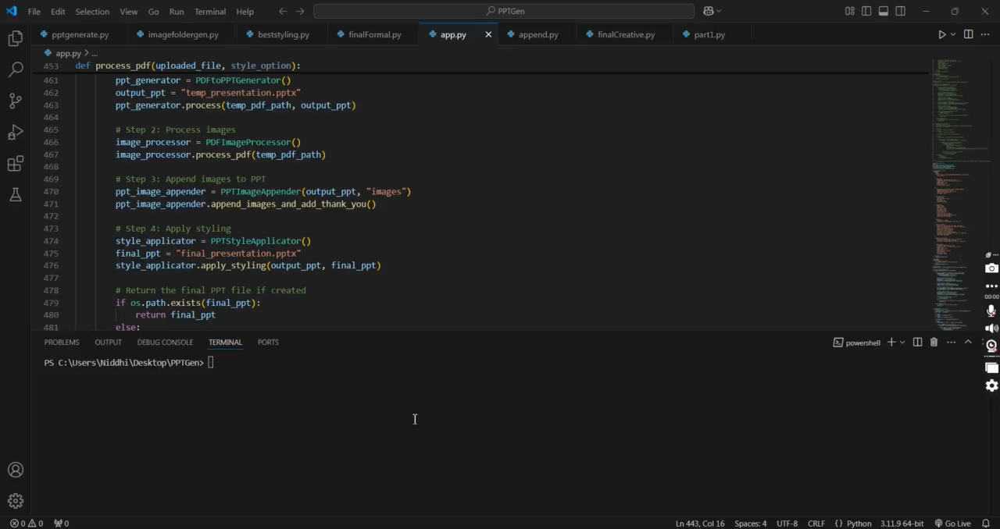 File Edit Selection View Go Run Terminal Help PPTGen
pptgenerate.py imagefoldergen.py beststyling.py finalFormal.py app.py append.py finalCreative.py part1.py
app.py > ...
453 def process_pdf(uploaded_file, style_option):
461 ppt_generator = PDFtoPPTGenerator()
462 output_ppt = "temp_presentation.pptx"
463 ppt_generator.process(temp_pdf_path, output_ppt)
464
465 # Step 2: Process images
466 image_processor = PDFImageProcessor()
467 image_processor.process_pdf(temp_pdf_path)
468
469 # Step 3: Append images to PPT
470 ppt_image_appender = PPTImageAppender(output_ppt, "images")
471 ppt_image_appender.append_images_and_add_thank_you()
472
473 # Step 4: Apply styling
474 style_applicator = PPTStyleApplicator()
475 final_ppt = "final_presentation.pptx"
476 style_applicator.apply_styling(output_ppt, final_ppt)
477
478 # Return the final PPT file if created
479 if os.path.exists(final_ppt):
480 return final_ppt
481 else:
00:00
PROBLEMS OUTPUT DEBUG CONSOLE TERMINAL PORTS powershell
PS C:\Users\Niddhi\Desktop\PPTGen>
0 0 0 Ln 443, Col 16 Spaces: 4 UTF-8 CRLF {} Python 3.11.9 64-bit Go Live